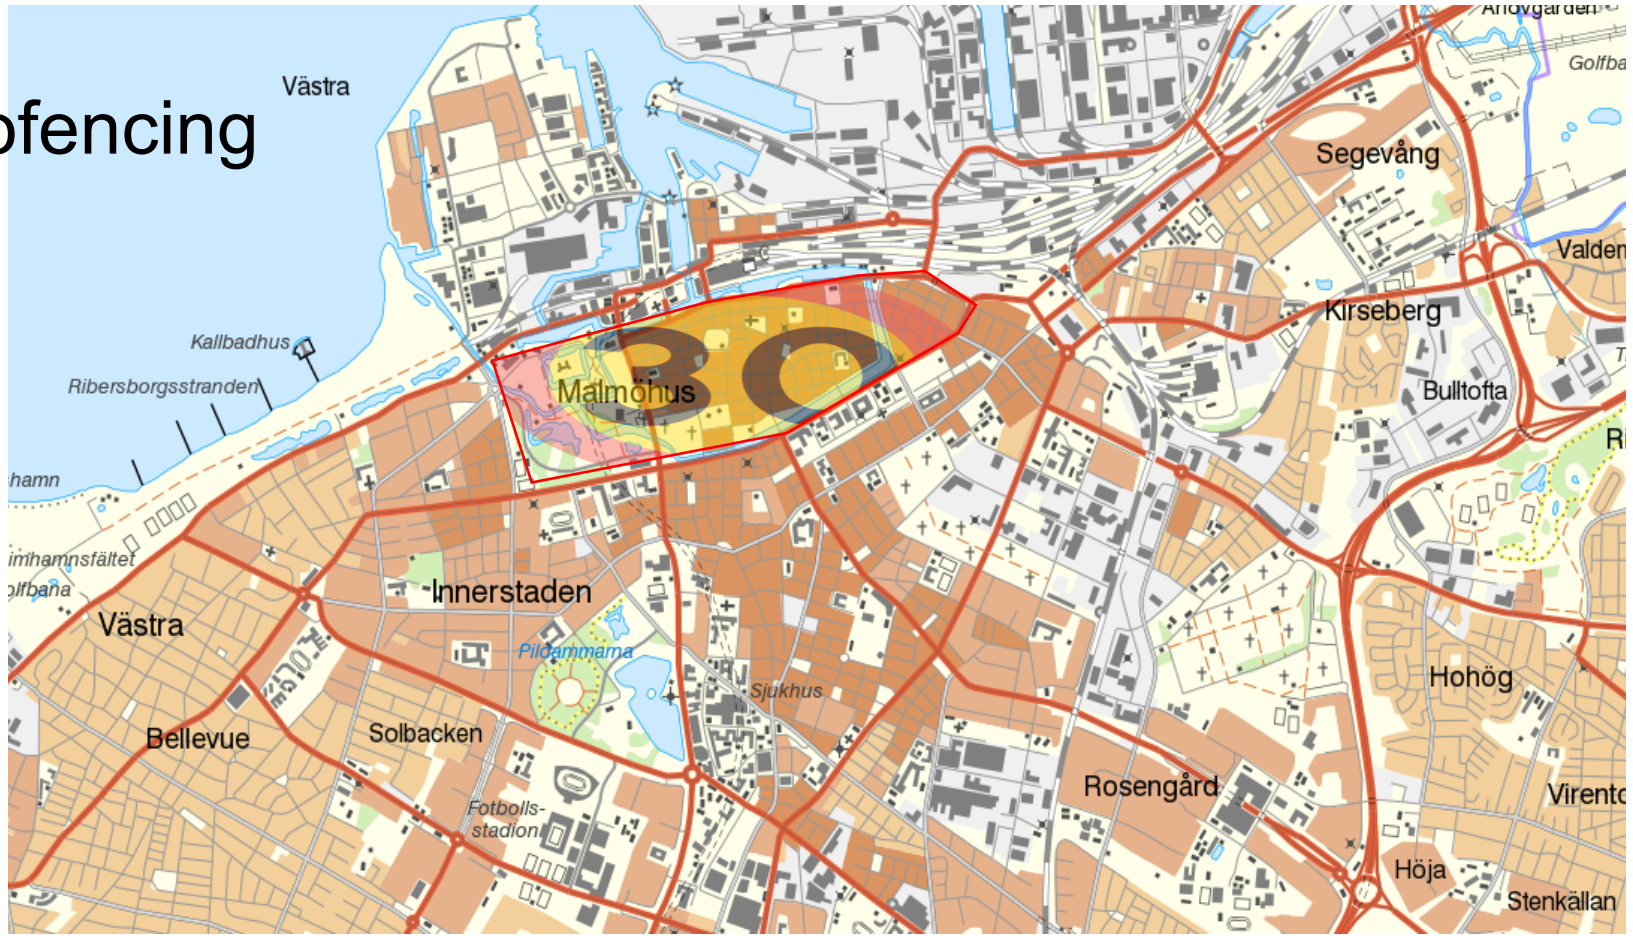 Arlövgården
Golfba
Västra
ofencing
Segevång
Valden
Kirseberg
Kallbadhus
Ribersborgsstranden
30
Malmöhus
Bulltofta
hamn
imhamnsfältet
olfbana
Innerstaden
Västra
Pildammarna
Sjukhus
Hohög
Bellevue
Solbacken
Rosengård
Virento
Fotbolls-
stadion
Höja
Stenkällan